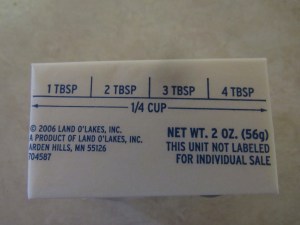 1 TBSP 2 TBSP 3 TBSP 4 TBSP
1/4 CUP
© 2006 LAND O'LAKES, INC.
A PRODUCT OF LAND O'LAKES, INC.
ARDEN HILLS, MN 55126
704587
NET WT. 2 OZ. (56g)
THIS UNIT NOT LABELED
FOR INDIVIDUAL SALE